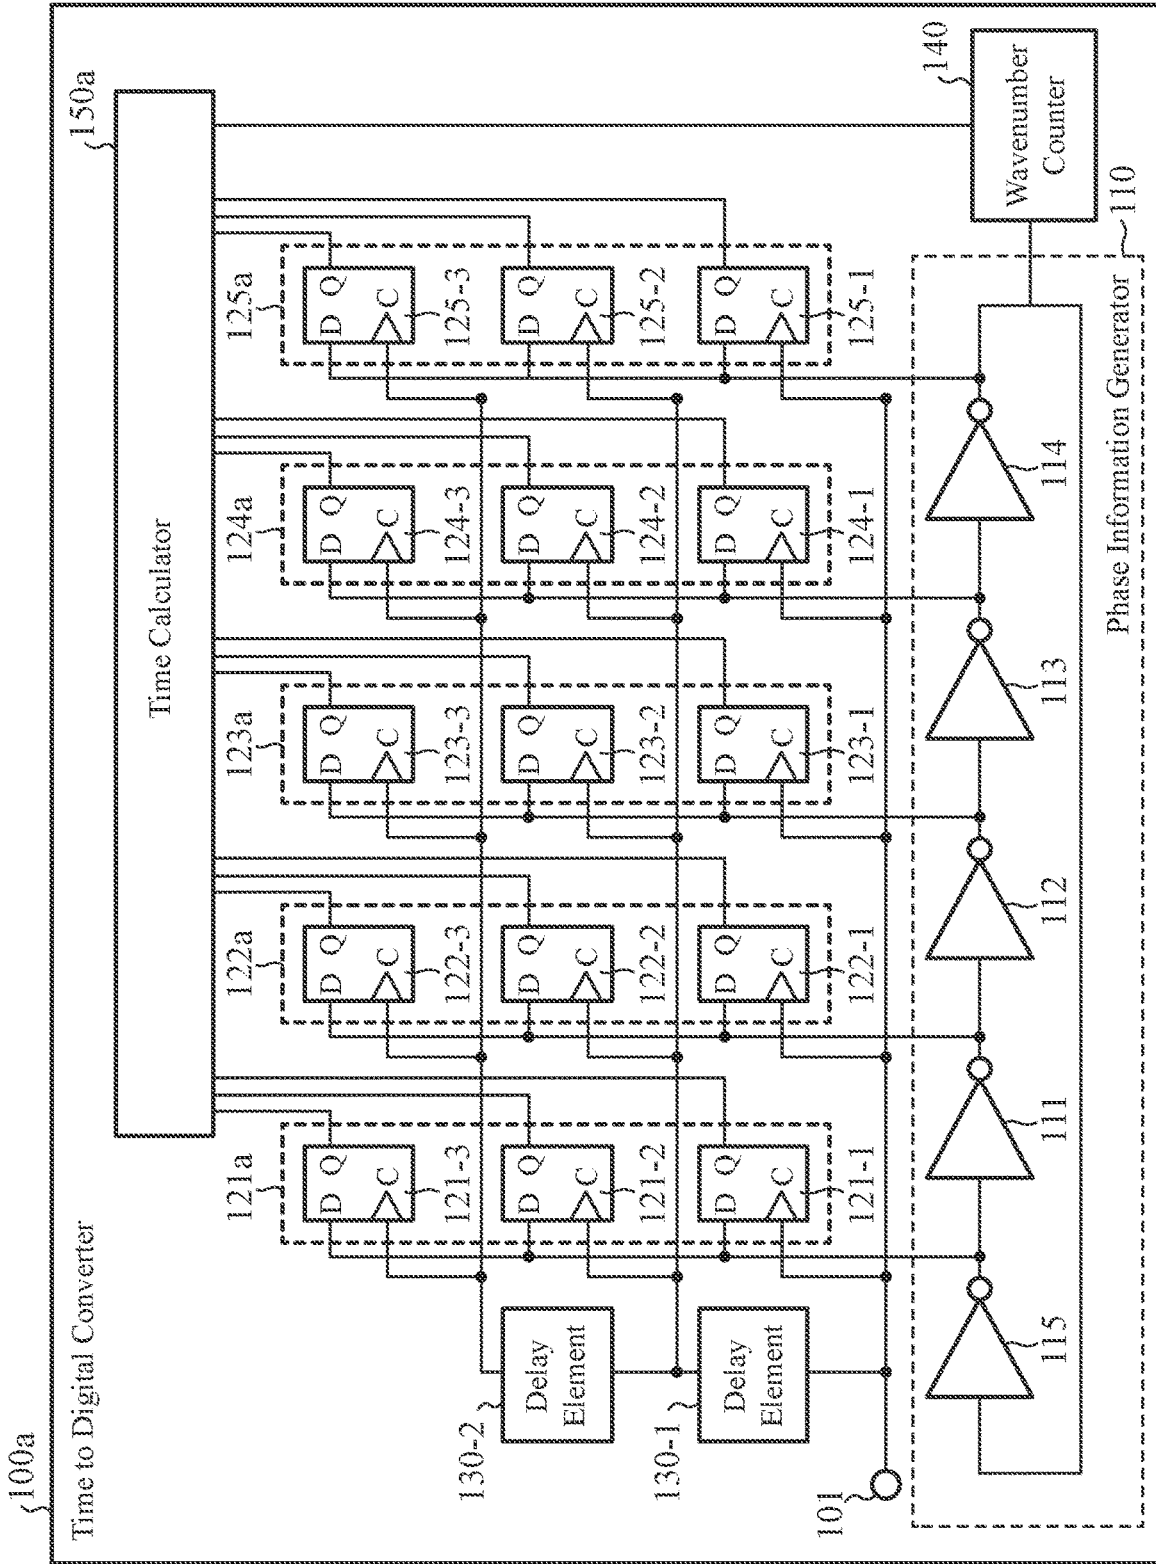 100a
Time to Digital Converter
150a
Time Calculator
121a
122a
123a
124a
125a
D Q
C
121-3
D Q
C
122-3
D Q
C
123-3
D Q
C
124-3
D Q
C
125-3
130-2
Delay
Element
D Q
C
121-2
D Q
C
122-2
D Q
C
123-2
D Q
C
124-2
D Q
C
125-2
130-1
Delay
Element
D Q
C
121-1
D Q
C
122-1
D Q
C
123-1
D Q
C
124-1
D Q
C
125-1
101
140
Wavenumber
Counter
110
115
111
112
113
114
Phase Information Generator